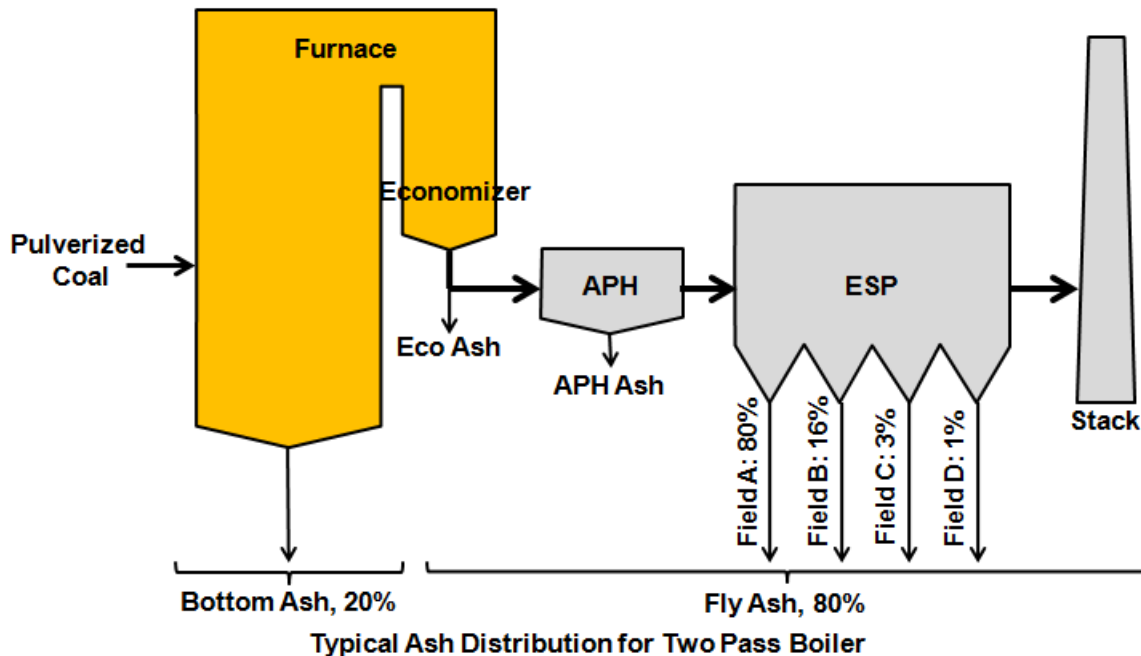 Furnace
Economizer
Pulverized
Coal
APH
ESP
Eco Ash
APH Ash
Stack
Field A: 80%
Field B: 16%
Field C: 3%
Field D: 1%
Bottom Ash, 20%
Fly Ash, 80%
Typical Ash Distribution for Two Pass Boiler